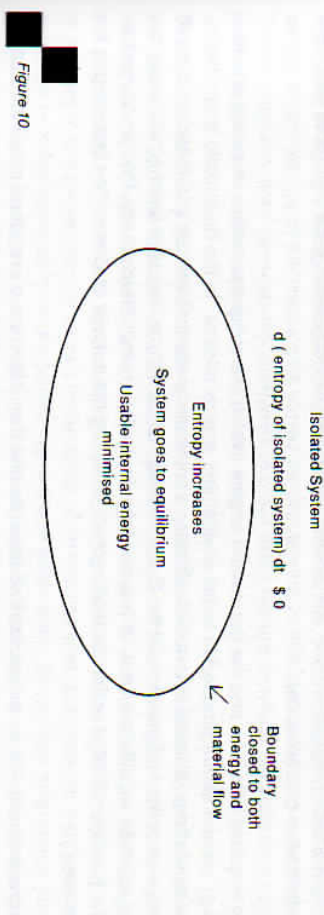 Isolated System
d ( entropy of isolated system) dt $ 0
Entropy increases
System goes to equilibrium
Usable internal energy
minimised
Boundary
closed to both
energy and
material flow
Figure 10